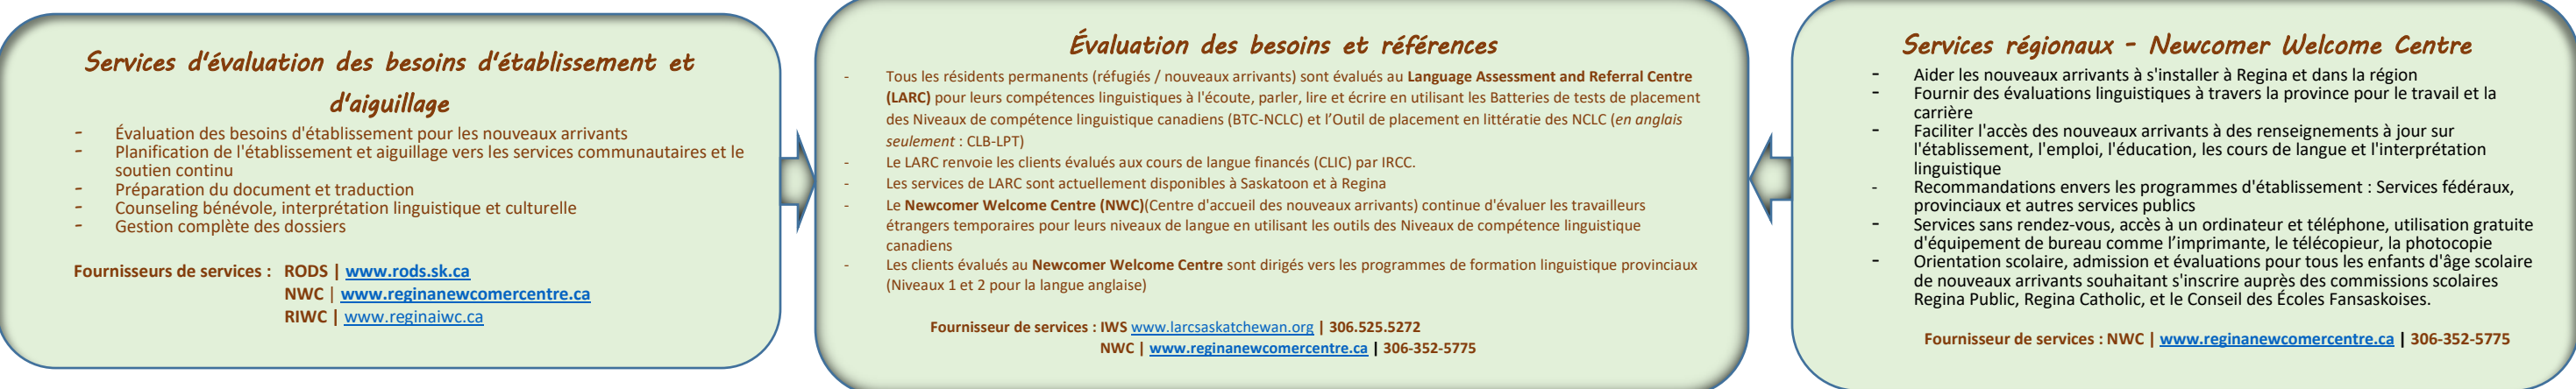 Services d'évaluation des besoins d'établissement et
d'aiguillage
- Évaluation des besoins d'établissement pour les nouveaux arrivants
- Planification de l'établissement et aiguillage vers les services communautaires et le
soutien continu
- Préparation du document et traduction
- Counseling bénévole, interprétation linguistique et culturelle
- Gestion complète des dossiers
Fournisseurs de services : RODS | www.rods.sk.ca
NWC | www.reginanewcomercentre.ca
RIWC | www.reginaiwc.ca
Évaluation des besoins et références
- Tous les résidents permanents (réfugiés / nouveaux arrivants) sont évalués au Language Assessment and Referral Centre
(LARC) pour leurs compétences linguistiques à l'écoute, parler, lire et écrire en utilisant les Batteries de tests de placement
des Niveaux de compétence linguistique canadiens (BTC-NCLC) et l’Outil de placement en littératie des NCLC (en anglais
seulement : CLB-LPT)
- Le LARC renvoie les clients évalués aux cours de langue financés (CLIC) par IRCC.
- Les services de LARC sont actuellement disponibles à Saskatoon et à Regina
- Le Newcomer Welcome Centre (NWC)(Centre d'accueil des nouveaux arrivants) continue d'évaluer les travailleurs
étrangers temporaires pour leurs niveaux de langue en utilisant les outils des Niveaux de compétence linguistique
canadiens
- Les clients évalués au Newcomer Welcome Centre sont dirigés vers les programmes de formation linguistique provinciaux
(Niveaux 1 et 2 pour la langue anglaise)
Fournisseur de services : IWS www.larcsaskatchewan.org | 306.525.5272
NWC | www.reginanewcomercentre.ca | 306-352-5775
Services régionaux - Newcomer Welcome Centre
- Aider les nouveaux arrivants à s'installer à Regina et dans la région
- Fournir des évaluations linguistiques à travers la province pour le travail et la
carrière
- Faciliter l'accès des nouveaux arrivants à des renseignements à jour sur
l'établissement, l'emploi, l'éducation, les cours de langue et l'interprétation
linguistique
- Recommandations envers les programmes d'établissement : Services fédéraux,
provinciaux et autres services publics
- Services sans rendez-vous, accès à un ordinateur et téléphone, utilisation gratuite
d'équipement de bureau comme l’imprimante, le télécopieur, la photocopie
- Orientation scolaire, admission et évaluations pour tous les enfants d'âge scolaire
de nouveaux arrivants souhaitant s'inscrire auprès des commissions scolaires
Regina Public, Regina Catholic, et le Conseil des Écoles Fansaskoises.
Fournisseur de services : NWC | www.reginanewcomercentre.ca | 306-352-5775